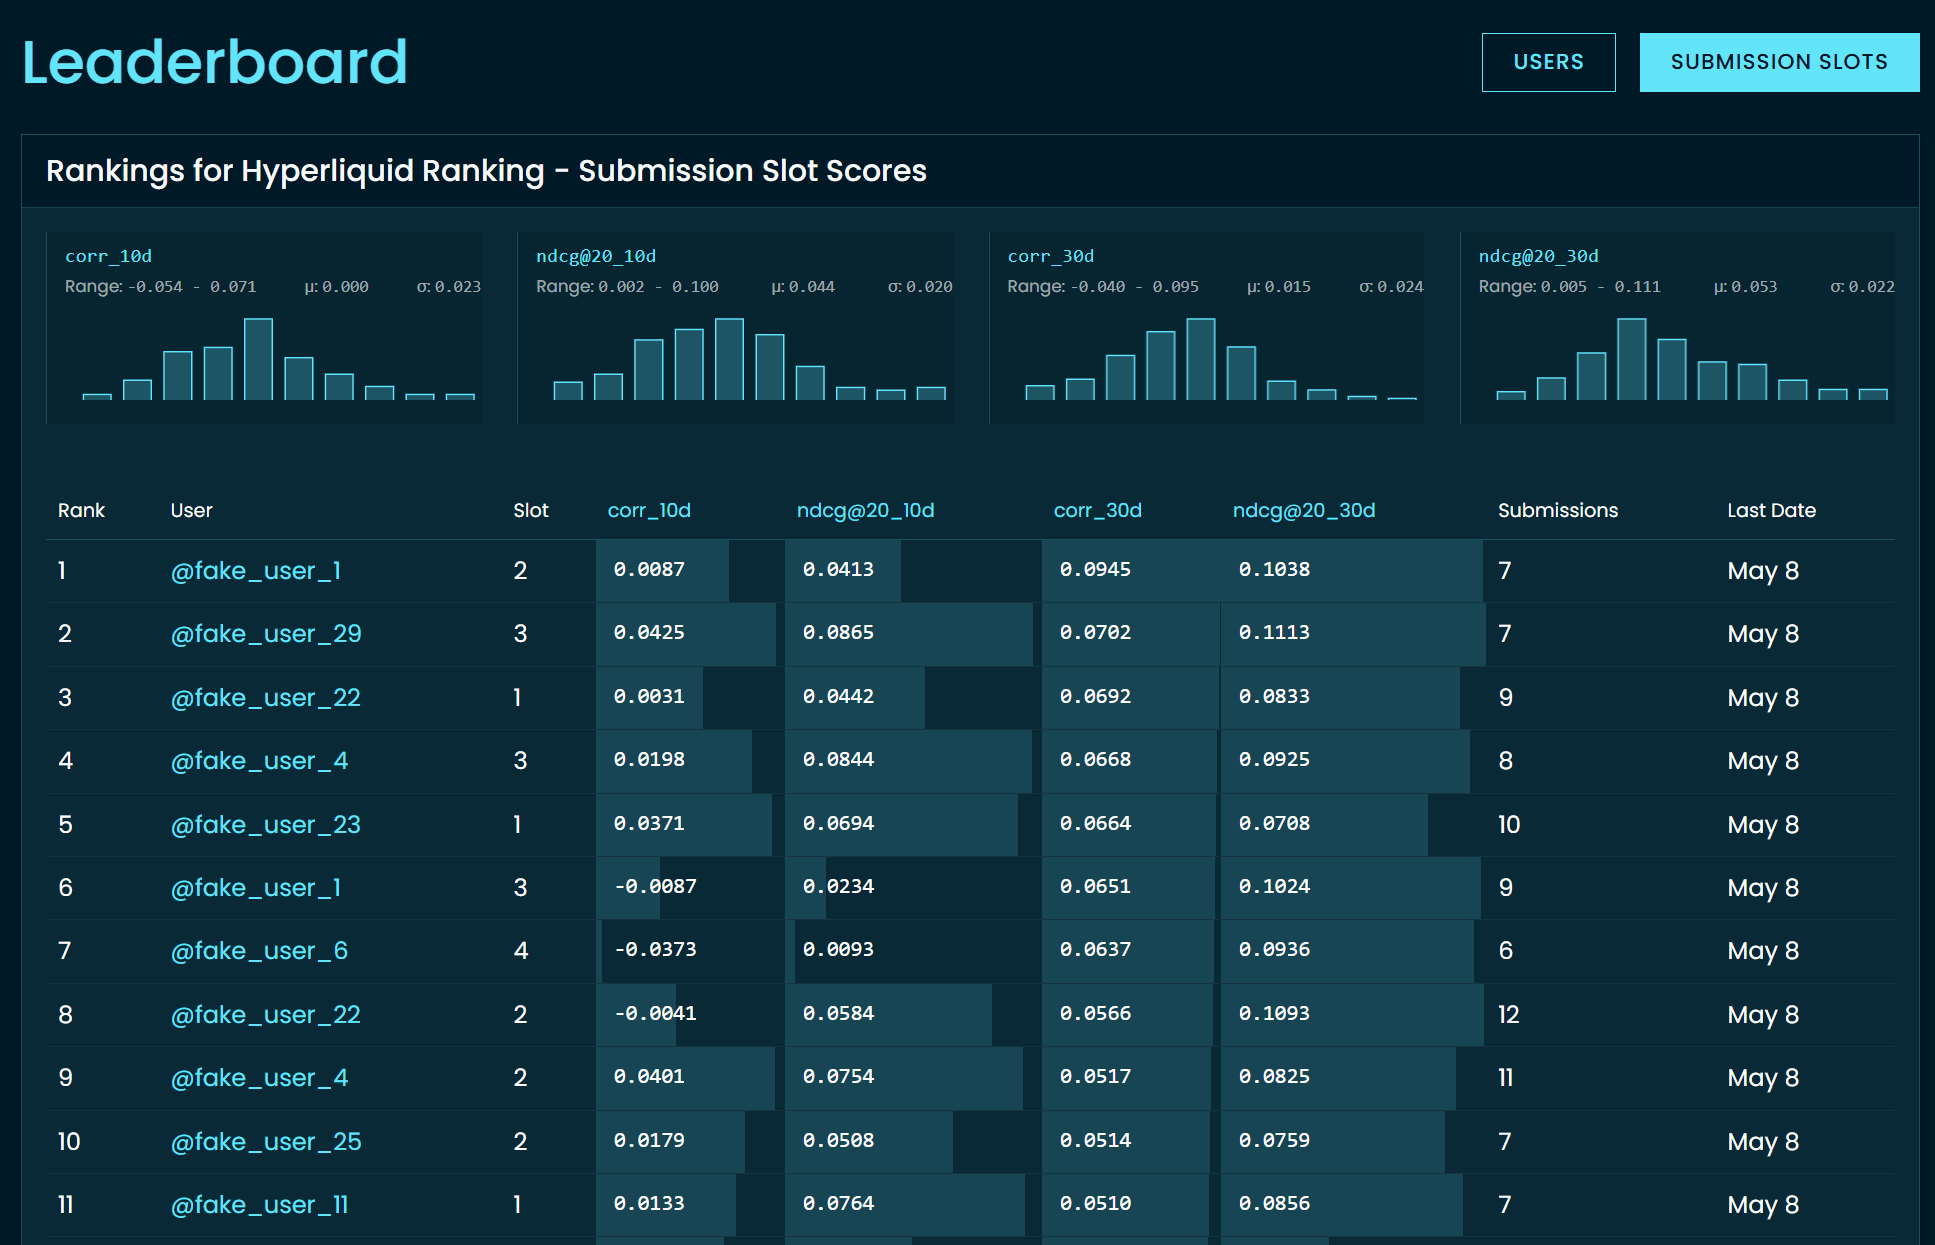 Leaderboard
USERS
SUBMISSION SLOTS
Rankings for Hyperliquid Ranking - Submission Slot Scores
corr_10d
Range: -0.054 - 0.071 μ: 0.000 σ: 0.023
ndcg@20_10d
Range: 0.002 - 0.100 μ: 0.044 σ: 0.020
corr_30d
Range: -0.040 - 0.095 μ: 0.015 σ: 0.024
ndcg@20_30d
Range: 0.005 - 0.111 μ: 0.053 σ: 0.022
Rank User Slot corr_10d ndcg@20_10d corr_30d ndcg@20_30d Submissions Last Date
1 @fake_user_1 2 0.0087 0.0413 0.0945 0.1038 7 May 8
2 @fake_user_29 3 0.0425 0.0865 0.0702 0.1113 7 May 8
3 @fake_user_22 1 0.0031 0.0442 0.0692 0.0833 9 May 8
4 @fake_user_4 3 0.0198 0.0844 0.0668 0.0925 8 May 8
5 @fake_user_23 1 0.0371 0.0694 0.0664 0.0708 10 May 8
6 @fake_user_1 3 -0.0087 0.0234 0.0651 0.1024 9 May 8
7 @fake_user_6 4 -0.0373 0.0093 0.0637 0.0936 6 May 8
8 @fake_user_22 2 -0.0041 0.0584 0.0566 0.1093 12 May 8
9 @fake_user_4 2 0.0401 0.0754 0.0517 0.0825 11 May 8
10 @fake_user_25 2 0.0179 0.0508 0.0514 0.0759 7 May 8
11 @fake_user_11 1 0.0133 0.0764 0.0510 0.0856 7 May 8